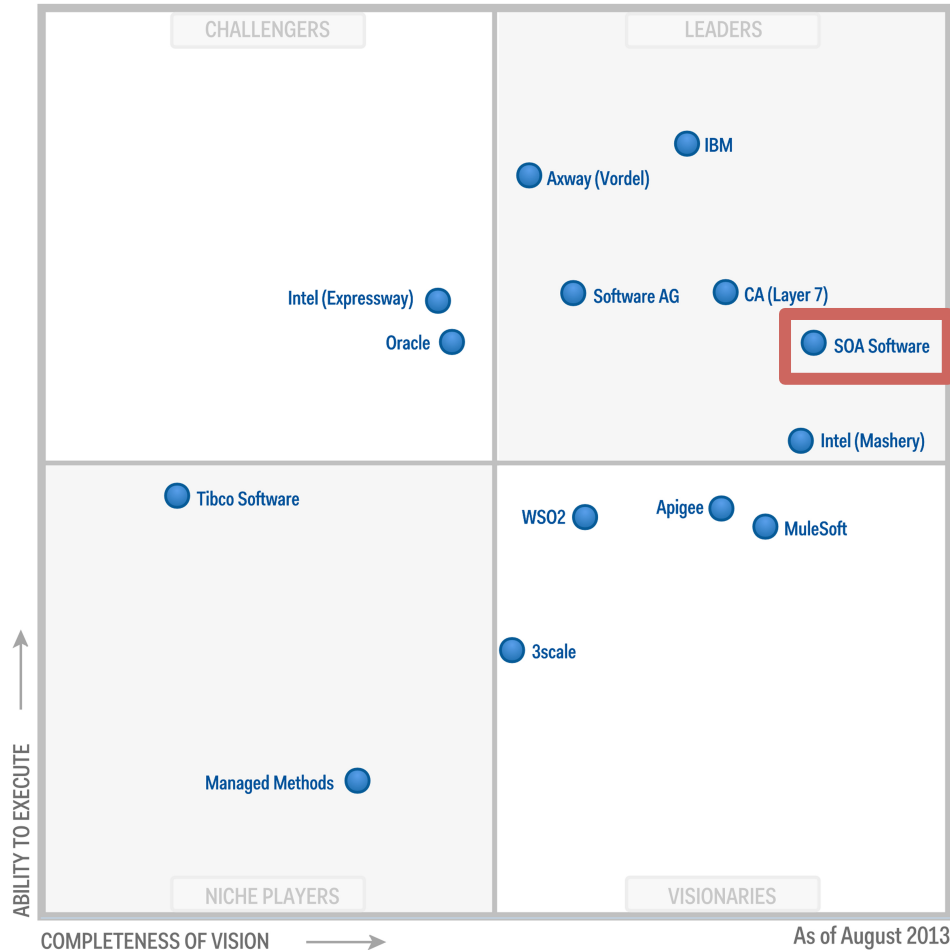 CHALLENGERS
LEADERS
IBM
Axway (Vordel)
Intel (Expressway)
Software AG
CA (Layer 7)
Oracle
SOA Software
Intel (Mashery)
Tibco Software
WSO2
Apigee
MuleSoft
3scale
Managed Methods
NICHE PLAYERS
VISIONARIES
ABILITY TO EXECUTE
COMPLETENESS OF VISION
As of August 2013